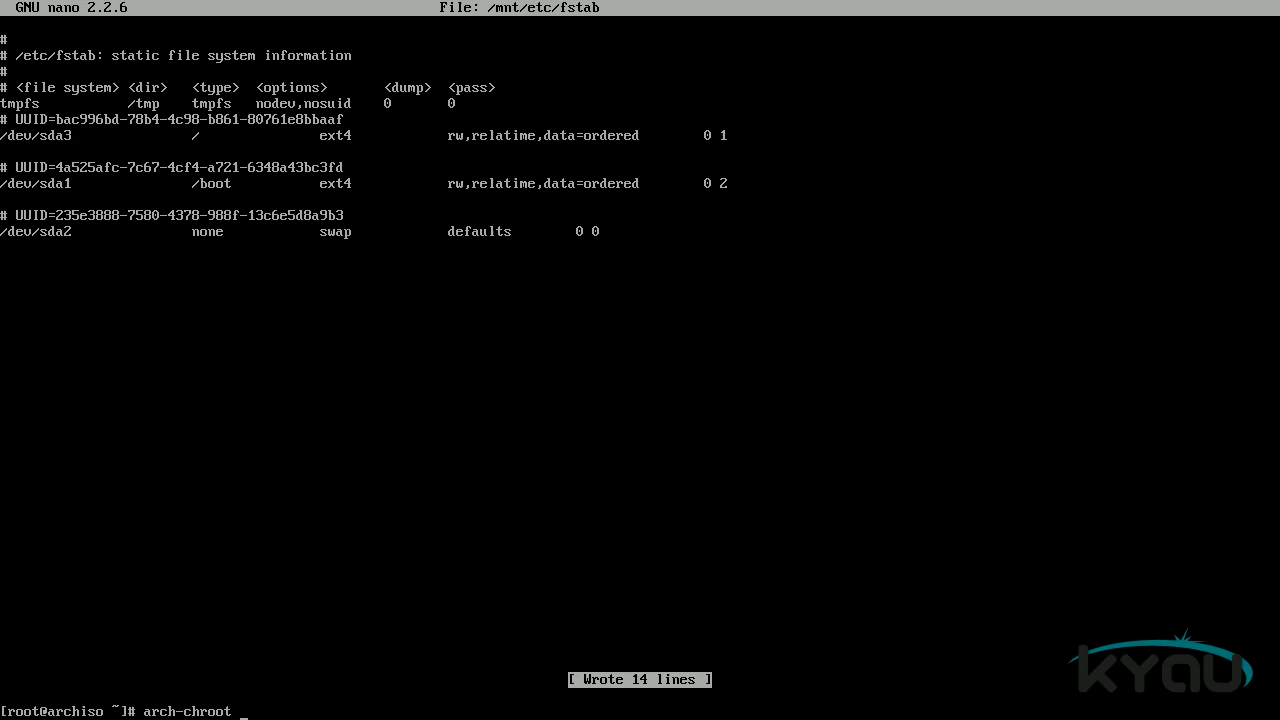 GNU nano 2.2.6 File: /mnt/etc/fstab
#
# /etc/fstab: static file system information
#
# <file system> <dir> <type> <options> <dump> <pass>
tmpfs /tmp tmpfs nodev,nosuid 0 0
# UUID=bac996bd-78b4-4c98-b861-80761e8bbaaf
/dev/sda3 / ext4 rw,relatime,data=ordered 0 1
# UUID=4a525afc-7c67-4cf4-a721-6348a43bc3fd
/dev/sda1 /boot ext4 rw,relatime,data=ordered 0 2
# UUID=235e3888-7580-4378-988f-13c6e5d8a9b3
/dev/sda2 none swap defaults 0 0
kyau
[ Wrote 14 lines ]
[root@archiso ~]# arch-chroot _